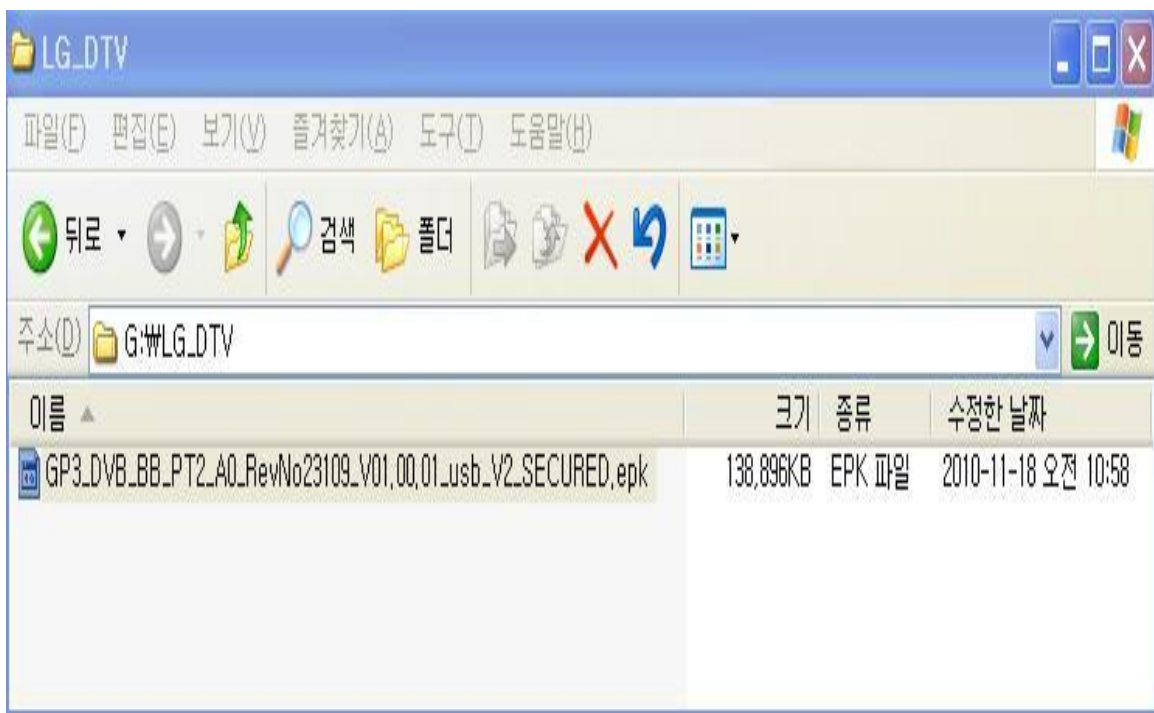 LG_DTV
파일(F) 편집(E) 보기(V) 즐겨찾기(A) 도구(T) 도움말(H)
뒤로 검색 폴더
주소(D) G:₩LG_DTV 이동
이름 크기 종류 수정한 날짜
GP3_DVB_BB_PT2_A0_RevNo23109_V01,00,01_usb_V2_SECURED,epk 138,896KB EPK 파일 2010-11-18 오전 10:58